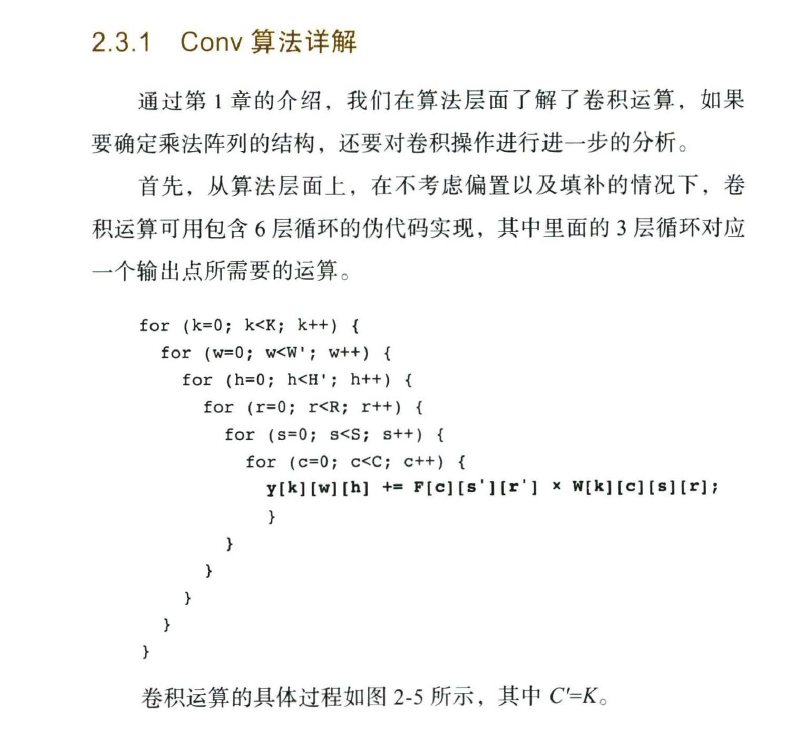 2.3.1 Conv 算法详解
通过第 1 章的介绍，我们在算法层面了解了卷积运算，如果
要确定乘法阵列的结构，还要对卷积操作进行进一步的分析。
首先，从算法层面上，在不考虑偏置以及填补的情况下，卷
积运算可用包含 6 层循环的伪代码实现，其中里面的 3 层循环对应
一个输出点所需要的运算。
for (k=0; k<K; k++) {
for (w=0; w<W'; w++) {
for (h=0; h<H'; h++) {
for (r=0; r<R; r++) {
for (s=0; s<S; s++) {
for (c=0; c<C; c++) {
y[k][w][h] += F[c][s'][r'] × W[k][c][s][r];
}
}
}
}
}
}
卷积运算的具体过程如图 2-5 所示，其中 C'=K。